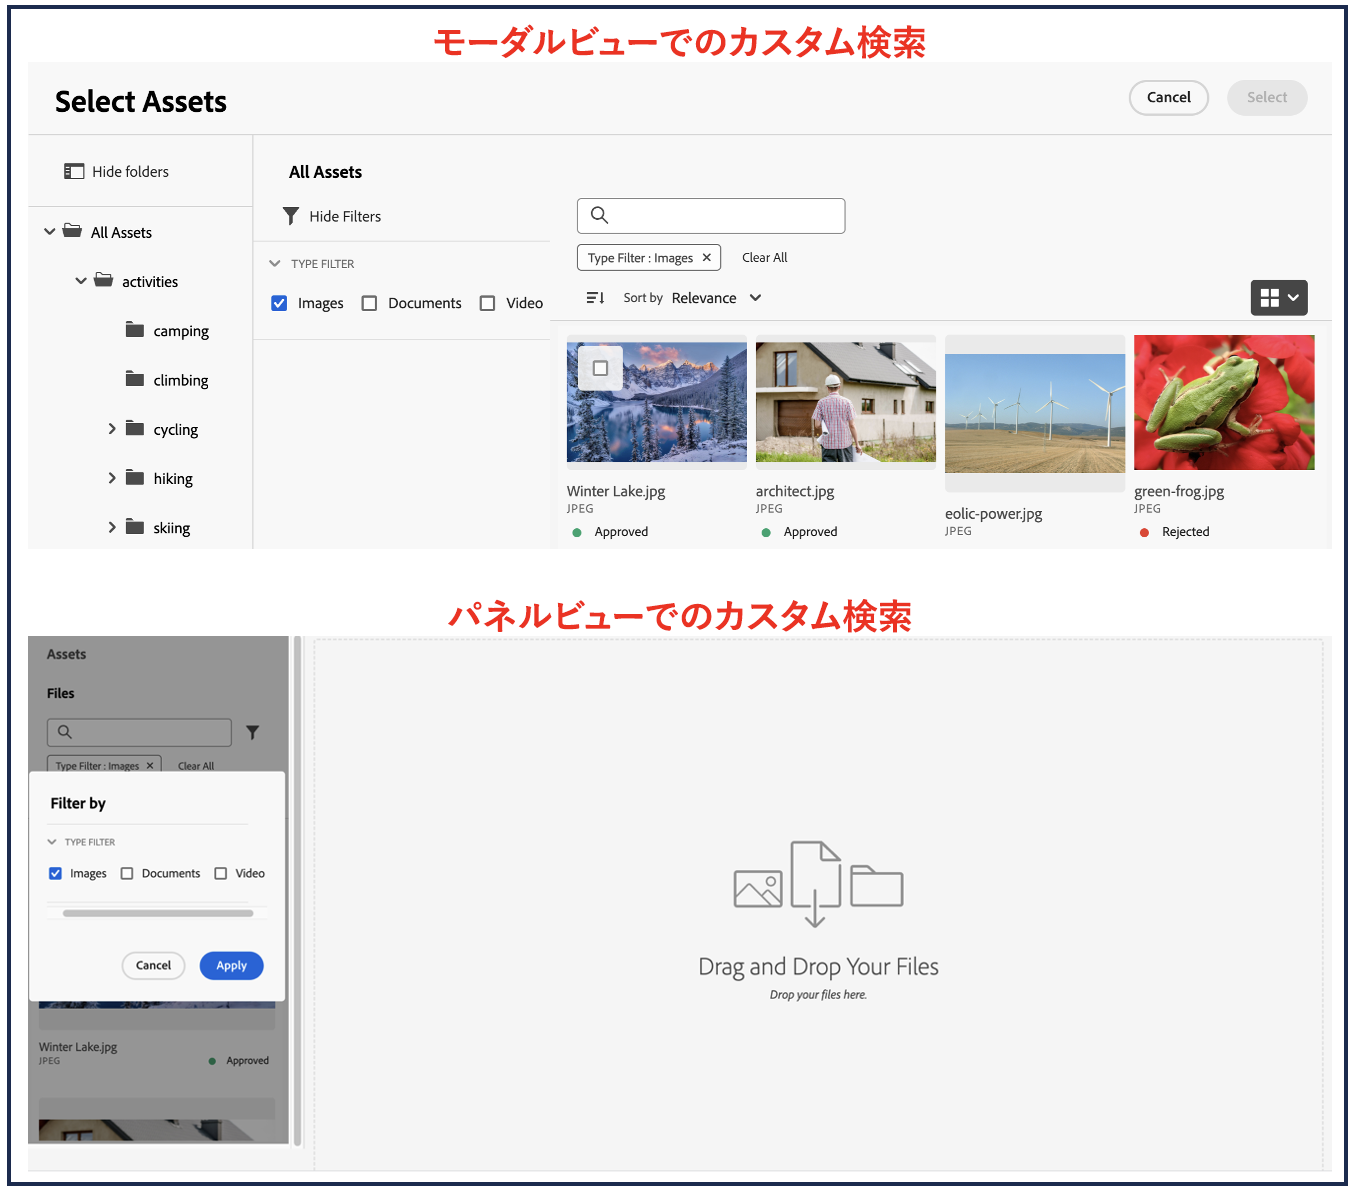 モーダルビューでのカスタム検索
Select Assets
Cancel
Select
Hide folders
All Assets
activities
camping
climbing
cycling
hiking
skiing
All Assets
Hide Filters
TYPE FILTER
Images Documents Video
Type Filter : Images ×
Clear All
Sort by Relevance
Winter Lake.jpg
JPEG
Approved
architect.jpg
JPEG
Approved
eolic-power.jpg
JPEG
green-frog.jpg
JPEG
Rejected
パネルビューでのカスタム検索
Assets
Files
Type Filter : Images ×
Clear All
Filter by
TYPE FILTER
Images Documents Video
Cancel
Apply
Winter Lake.jpg
JPEG
Approved
Drag and Drop Your Files
Drop your files here.